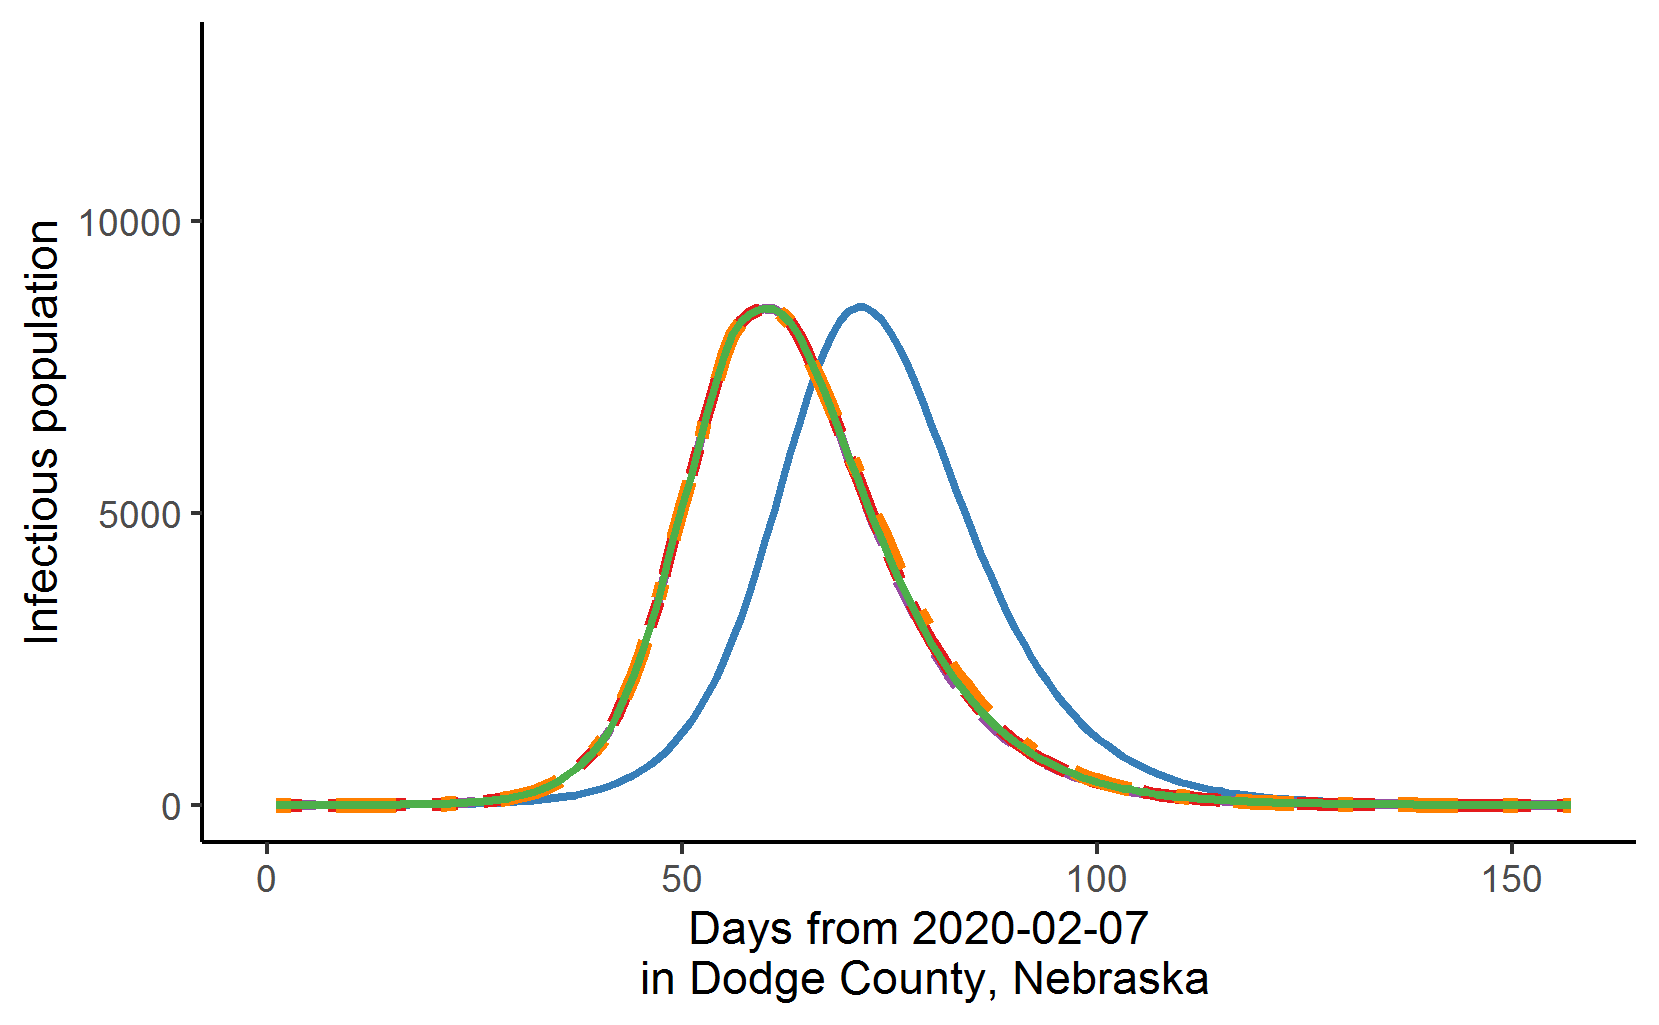 Infectious population
10000
5000
0
0 50 100 150
Days from 2020-02-07
in Dodge County, Nebraska